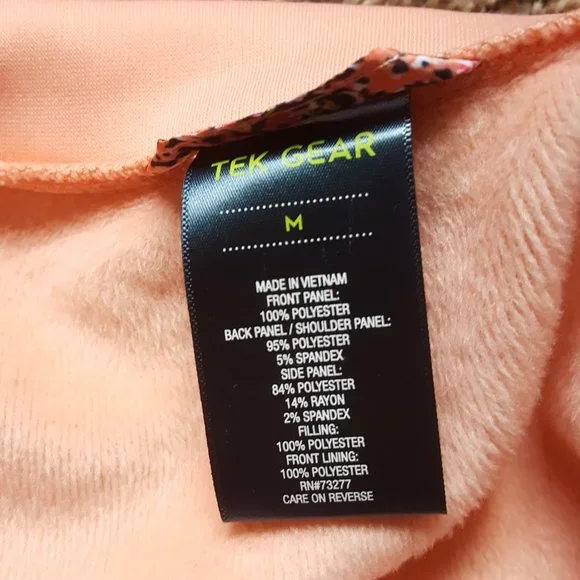 TEK GEAR
M
MADE IN VIETNAM
FRONT PANEL:
100% POLYESTER
BACK PANEL / SHOULDER PANEL:
95% POLYESTER
5% SPANDEX
SIDE PANEL:
84% POLYESTER
14% RAYON
2% SPANDEX
FILLING:
100% POLYESTER
FRONT LINING:
100% POLYESTER
RN#73277
CARE ON REVERSE